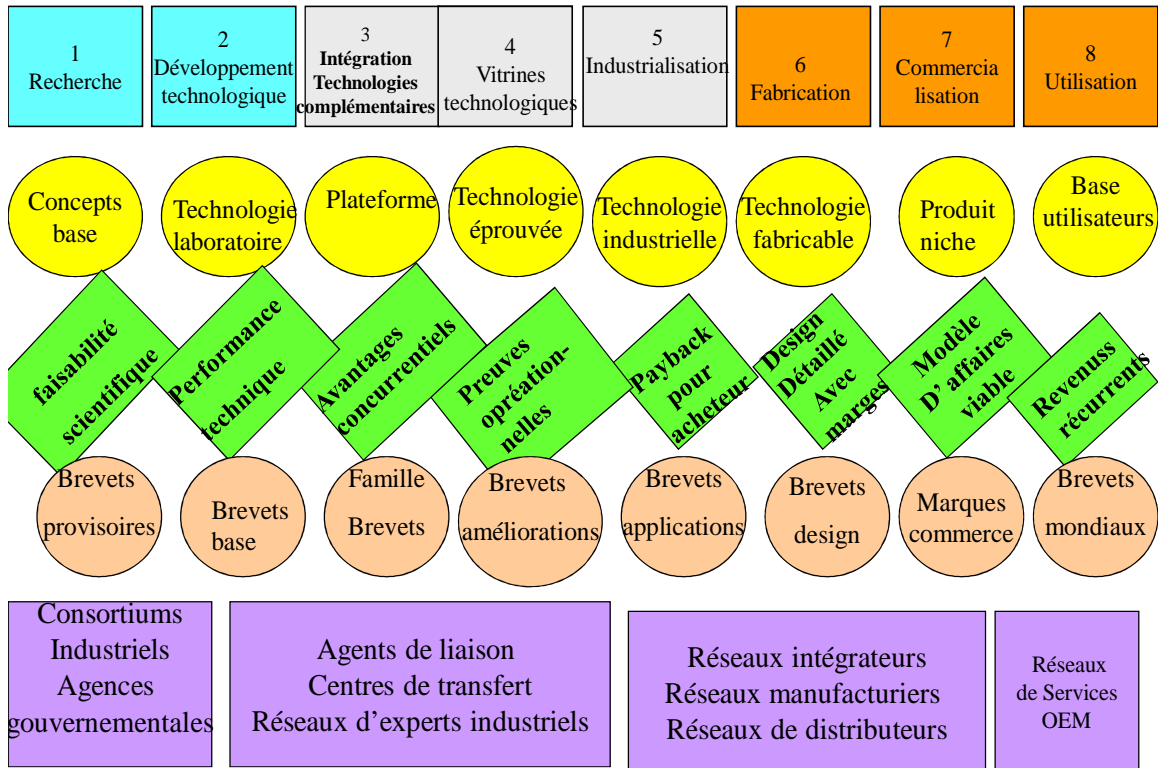 1
Recherche
2
Développement
technologique
3
Intégration
Technologies
complémentaires
4
Vitrines
technologiques
5
Industrialisation
6
Fabrication
7
Commercia
lisation
8
Utilisation
Concepts
base
Technologie
laboratoire
Plateforme
Technologie
éprouvée
Technologie
industrielle
Technologie
fabricable
Produit
niche
Base
utilisateurs
faisabilité
scientifique
Performance
technique
Avantages
concurrentiels
Preuves
opréation-
nelles
Payback
pour
acheteur
Design
Détaillé
Avec
marges
Modèle
D' affaires
viable
Revenuss
récurrents
Brevets
provisoires
Brevets
base
Famille
Brevets
Brevets
améliorations
Brevets
applications
Brevets
design
Marques
commerce
Brevets
mondiaux
Consortiums
Industriels
Agences
gouvernementales
Agents de liaison
Centres de transfert
Réseaux d’experts industriels
Réseaux intégrateurs
Réseaux manufacturiers
Réseaux de distributeurs
Réseaux
de Services
OEM